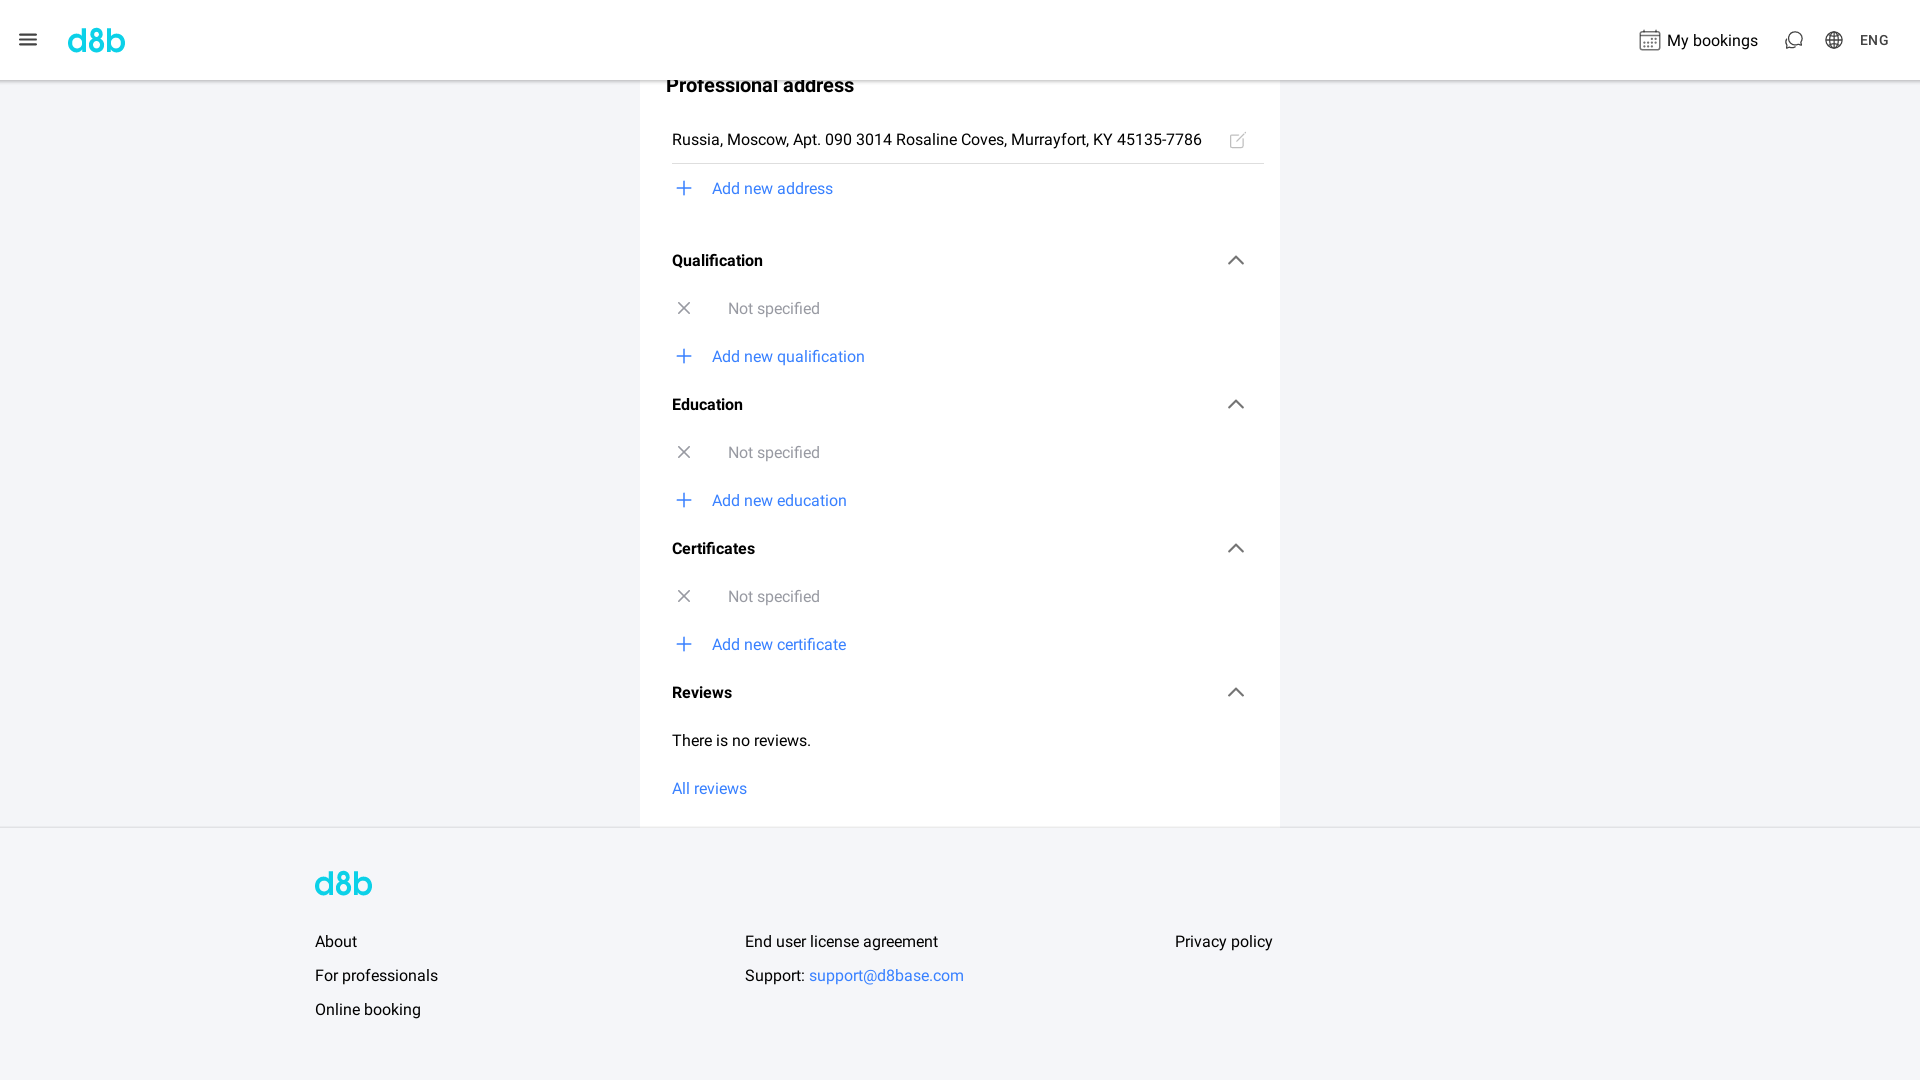 d8b
My bookings
ENG
Professional address
Russia, Moscow, Apt. 090 3014 Rosaline Coves, Murrayfort, KY 45135-7786
Add new address
Qualification
Not specified
Add new qualification
Education
Not specified
Add new education
Certificates
Not specified
Add new certificate
Reviews
There is no reviews.
All reviews
d8b
About
End user license agreement
Privacy policy
For professionals
Support: support@d8base.com
Online booking